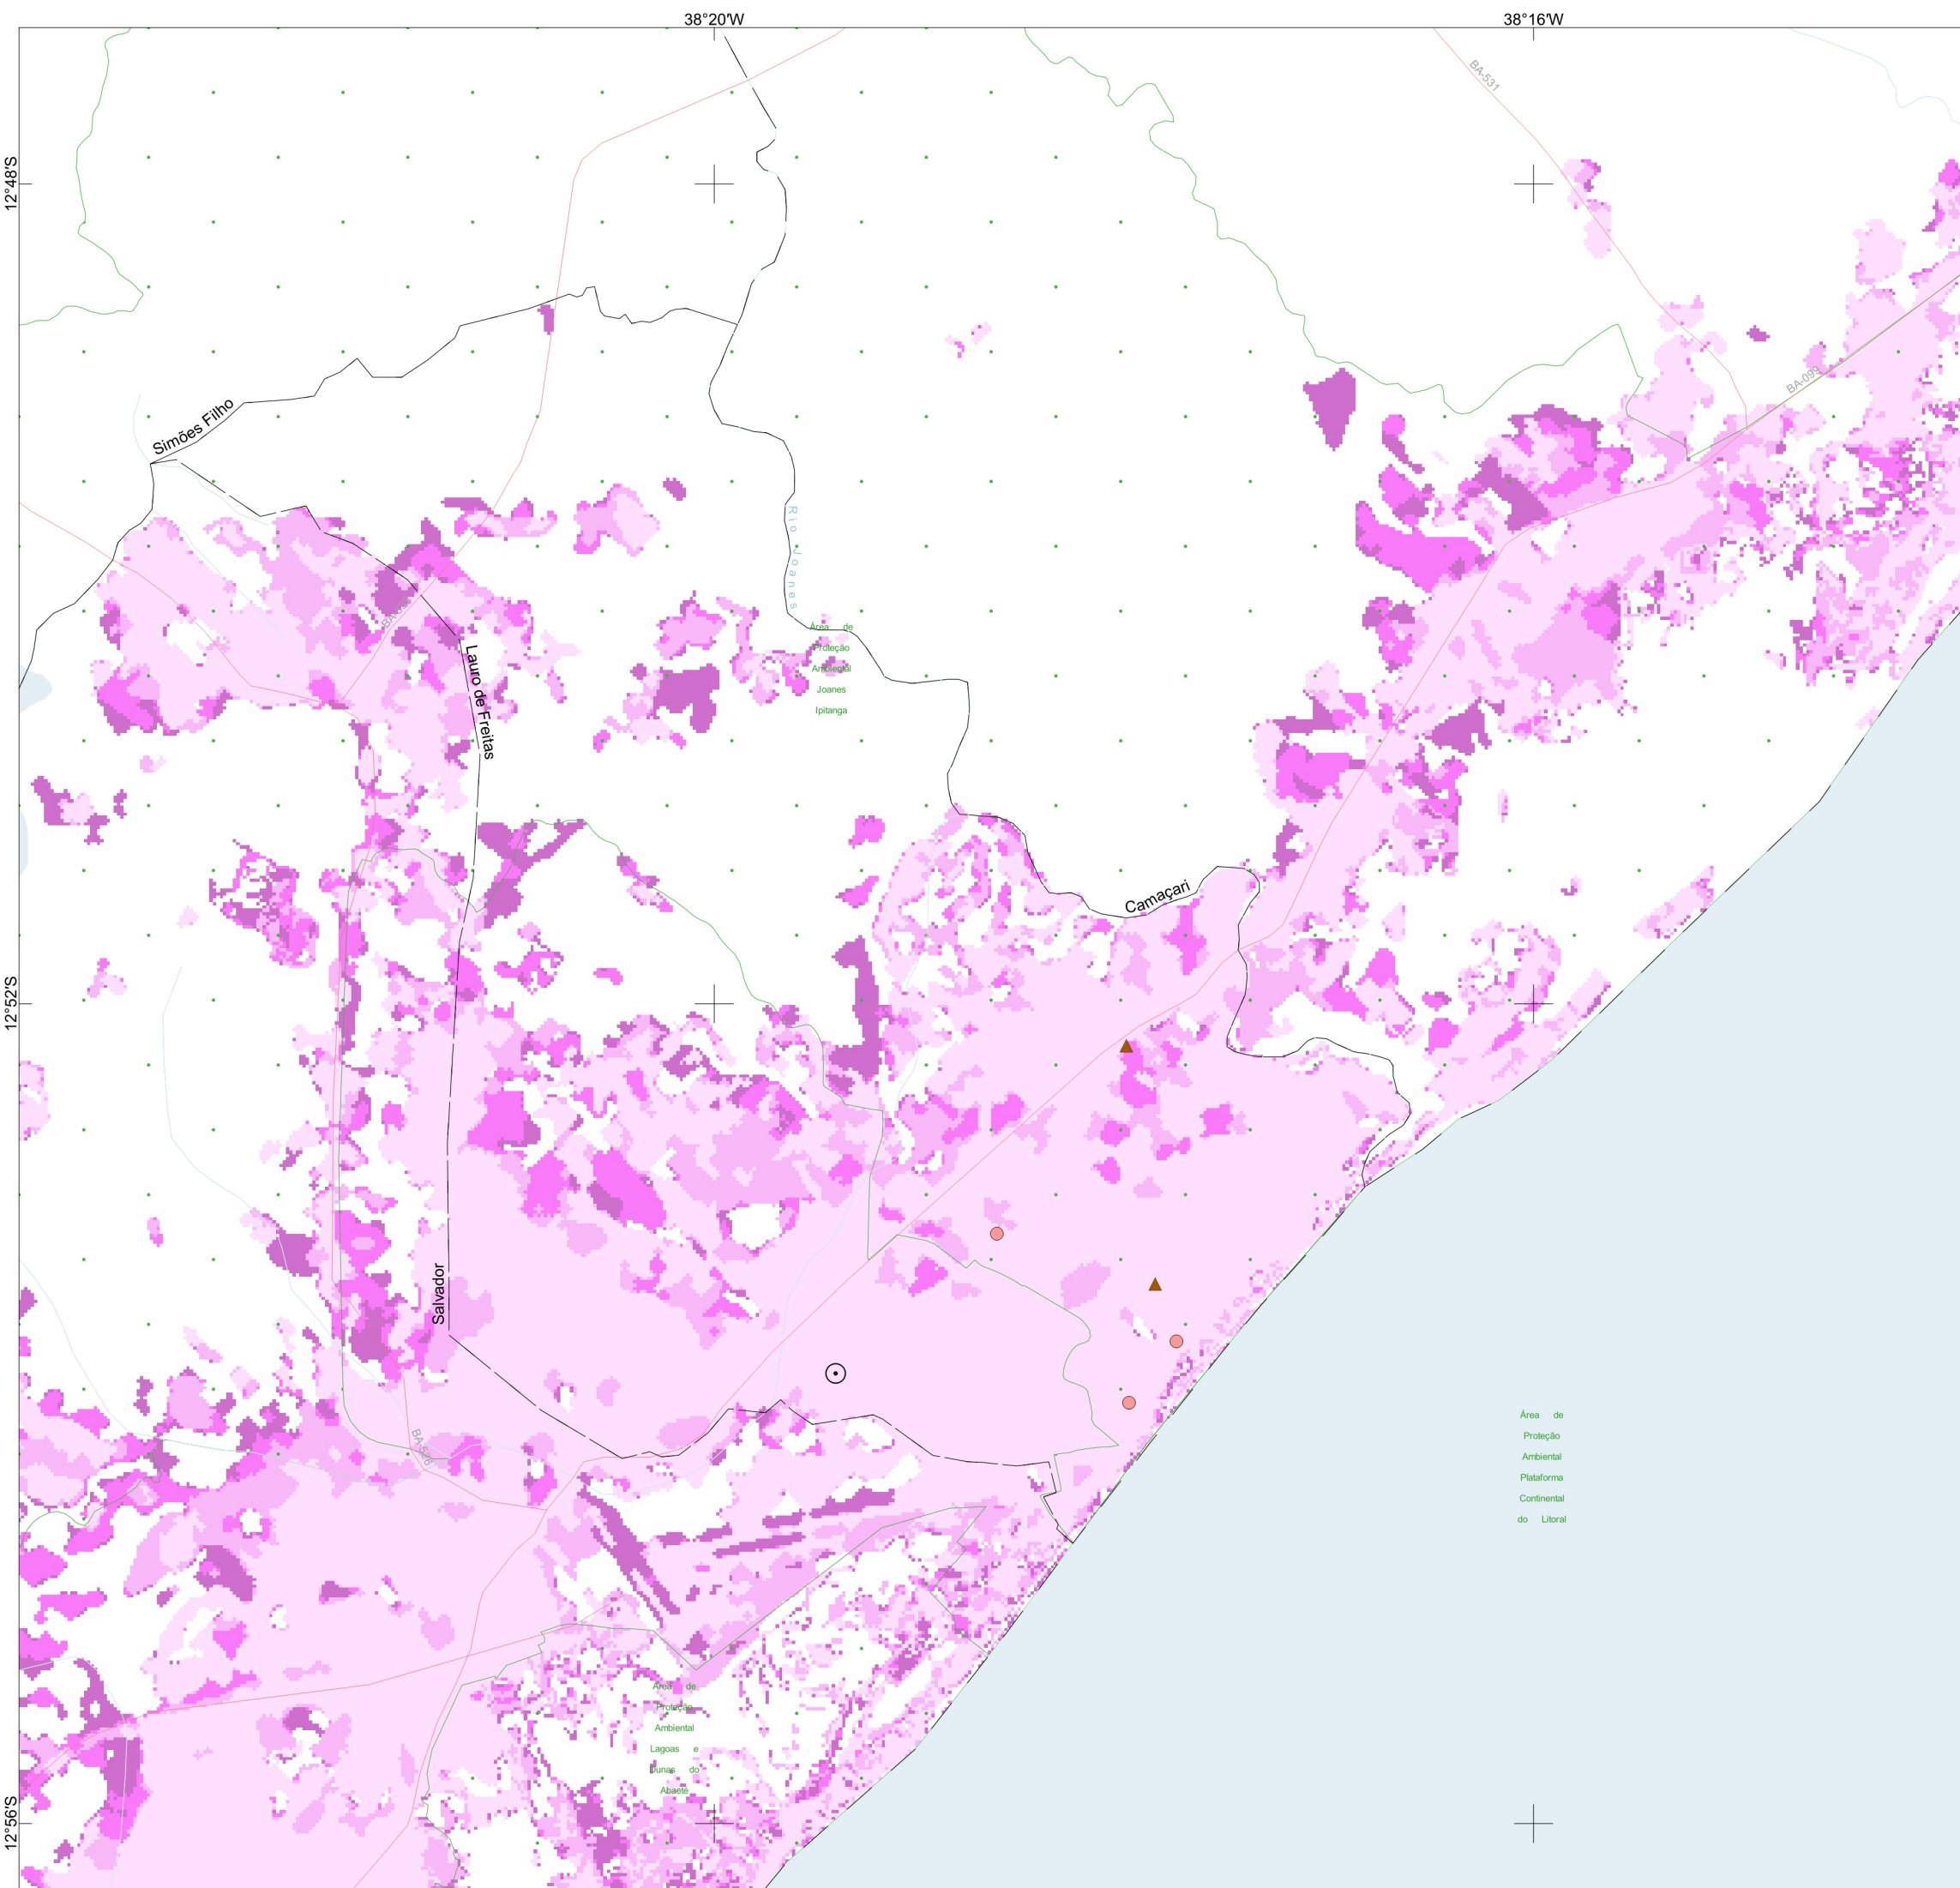 38°20'W
38°16'W
BA-531
12°48'S
Simões Filho
BA-099
Rio Joanes
Área de
Proteção
Ambiental
Joanes
Ipitanga
Lauro de Freitas
Camaçari
12°52'S
Salvador
BA-526
Área de
Proteção
Ambiental
Plataforma
Continental
do Litoral
Área de
Proteção
Ambiental
Lagoas e
Dunas do
Abaeté
12°56'S